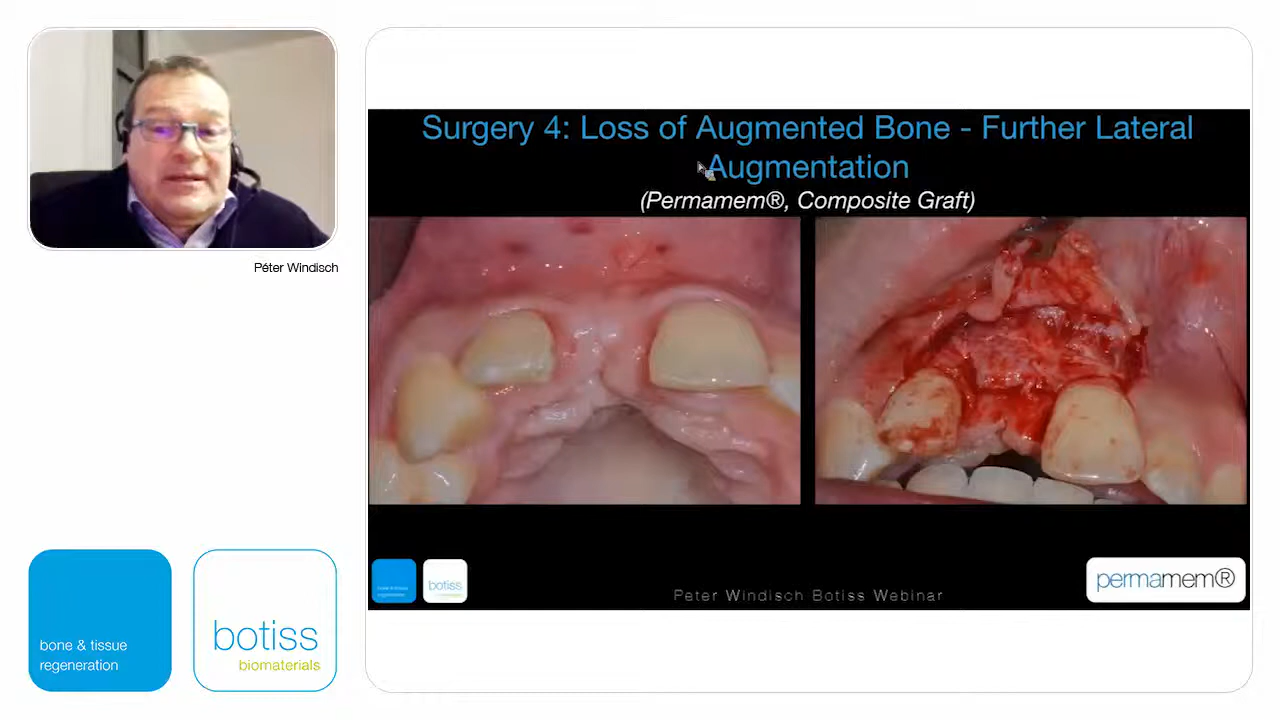 Péter Windisch
bone & tissue
regeneration
botiss
biomaterials
Surgery 4: Loss of Augmented Bone - Further Lateral
Augmentation
(Permamem®, Composite Graft)
botiss
Peter Windisch Botiss Webinar
permamem®